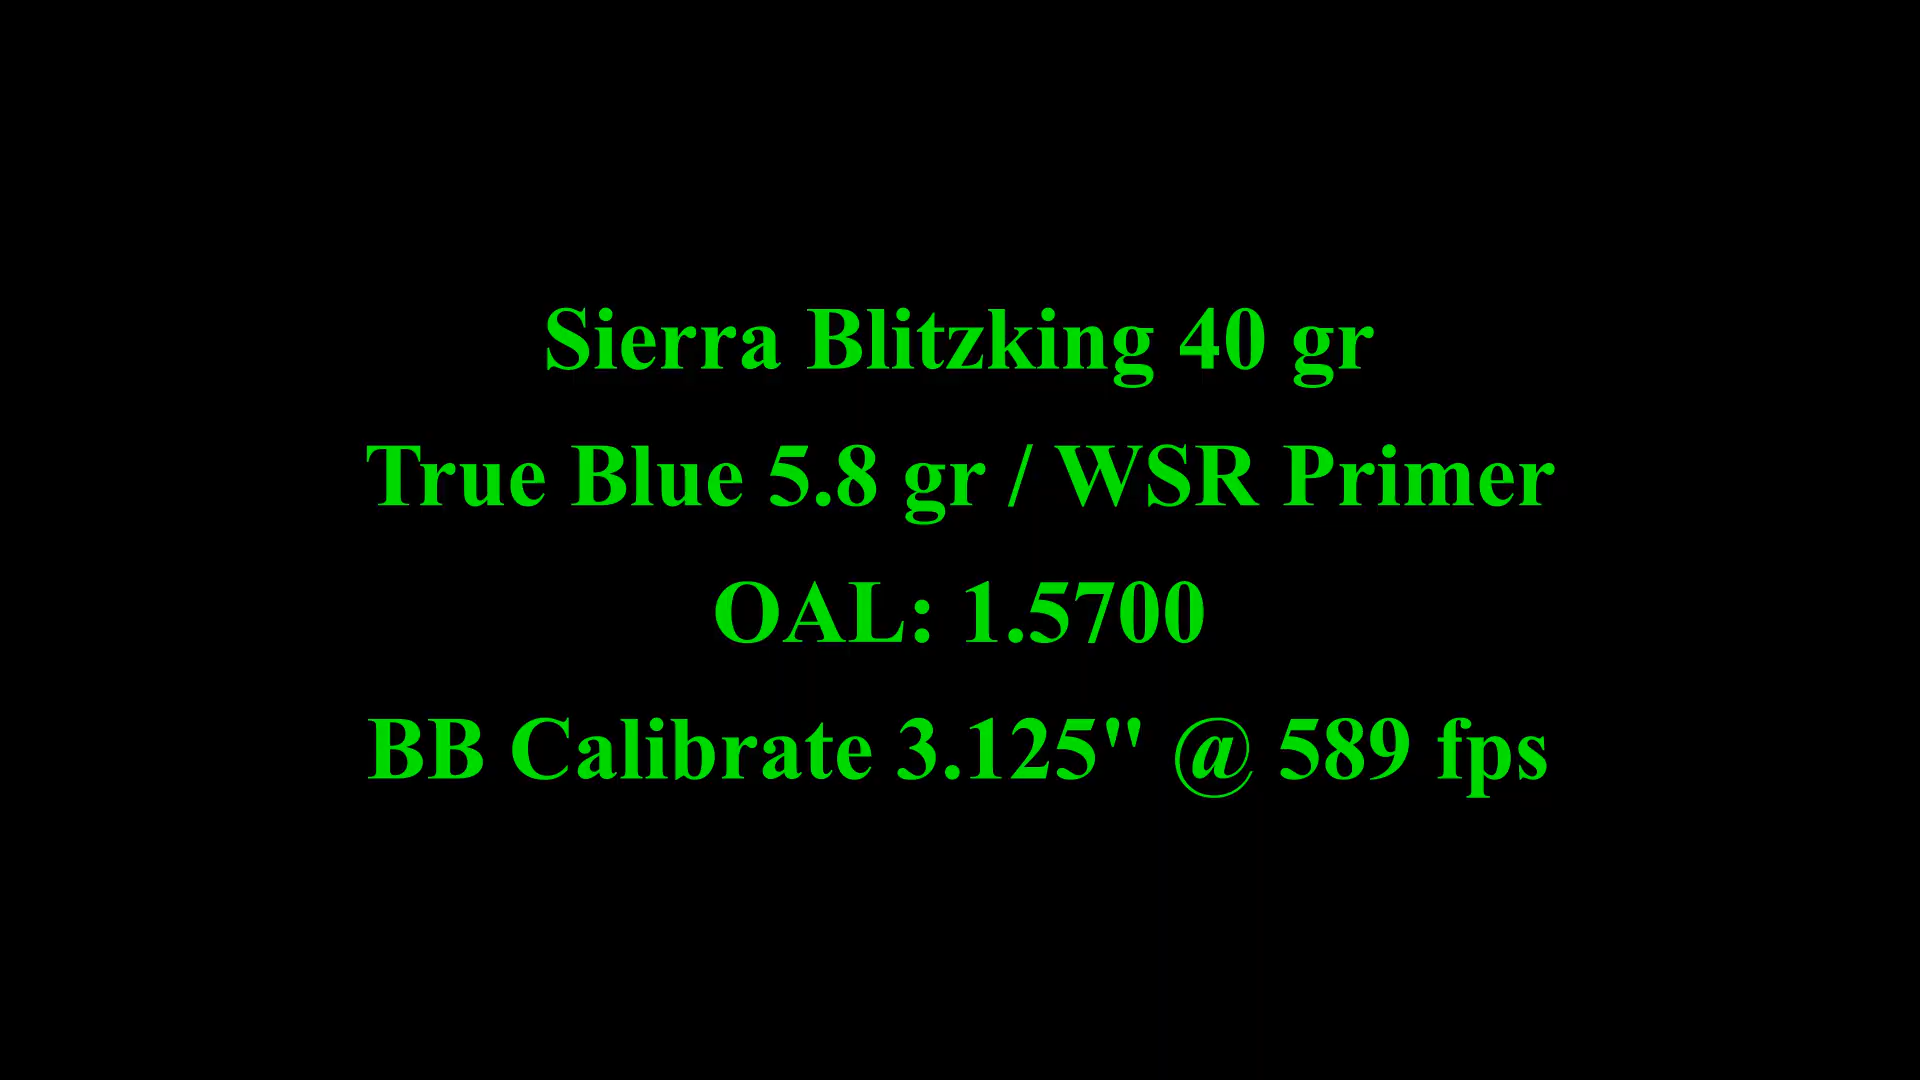 Sierra Blitzking 40 gr
True Blue 5.8 gr / WSR Primer
OAL: 1.5700
BB Calibrate 3.125" @ 589 fps